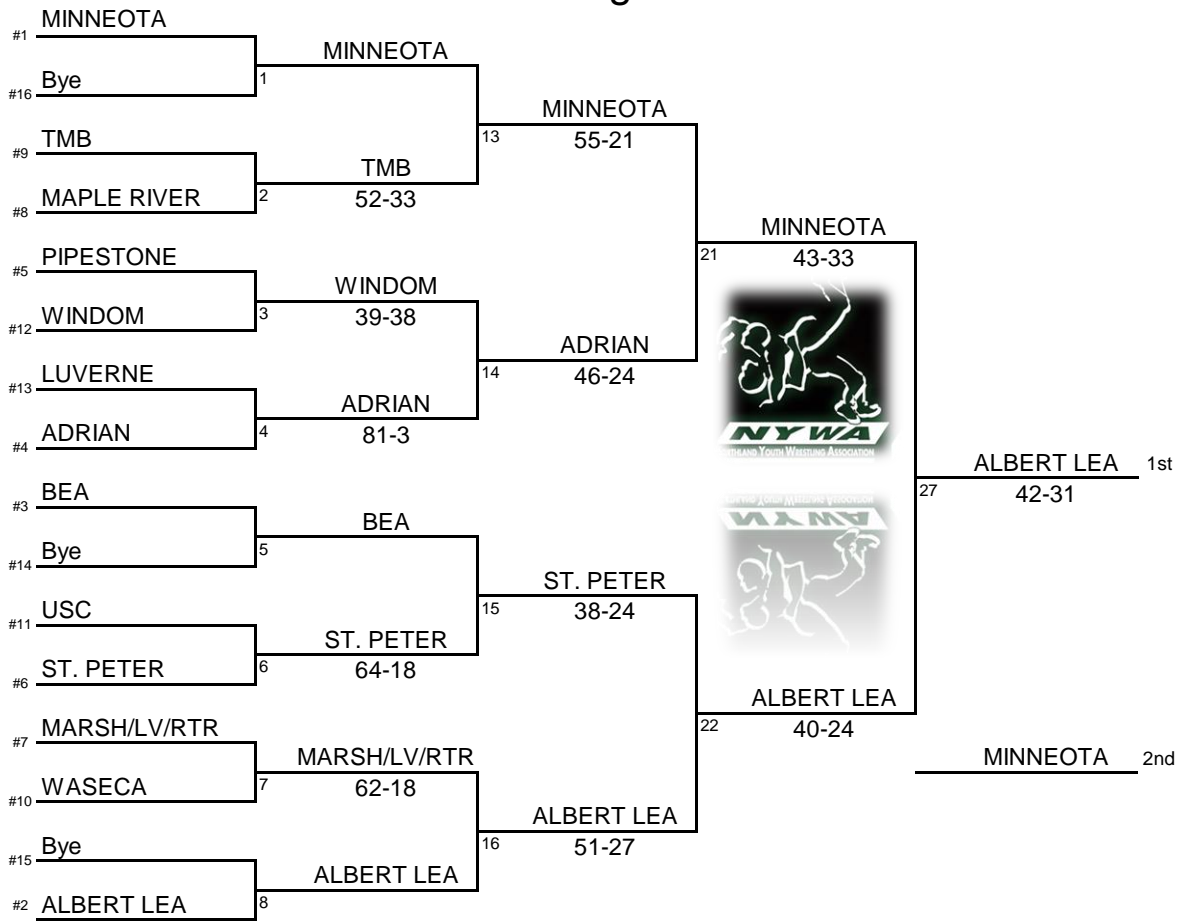 g
MINNEOTA
#1
MINNEOTA
1
Bye
#16
MINNEOTA
13
55-21
TMB
#9
TMB
2
52-33
MAPLE RIVER
#8
MINNEOTA
21
43-33
PIPESTONE
#5
WINDOM
3
39-38
WINDOM
#12
ADRIAN
14
46-24
LUVERNE
#13
ADRIAN
4
81-3
ADRIAN
#4
NYWA
THLAND YOUTH WRESTLING ASSOCIATION
ALBERT LEA 1st
27
42-31
BEA
#3
BEA
5
Bye
#14
ST. PETER
15
38-24
USC
#11
ST. PETER
6
64-18
ST. PETER
#6
ALBERT LEA
22
40-24
MARSH/LV/RTR
#7
MARSH/LV/RTR
7
62-18
WASECA
#10
MINNEOTA 2nd
ALBERT LEA
16
51-27
Bye
#15
ALBERT LEA
8
#2 ALBERT LEA